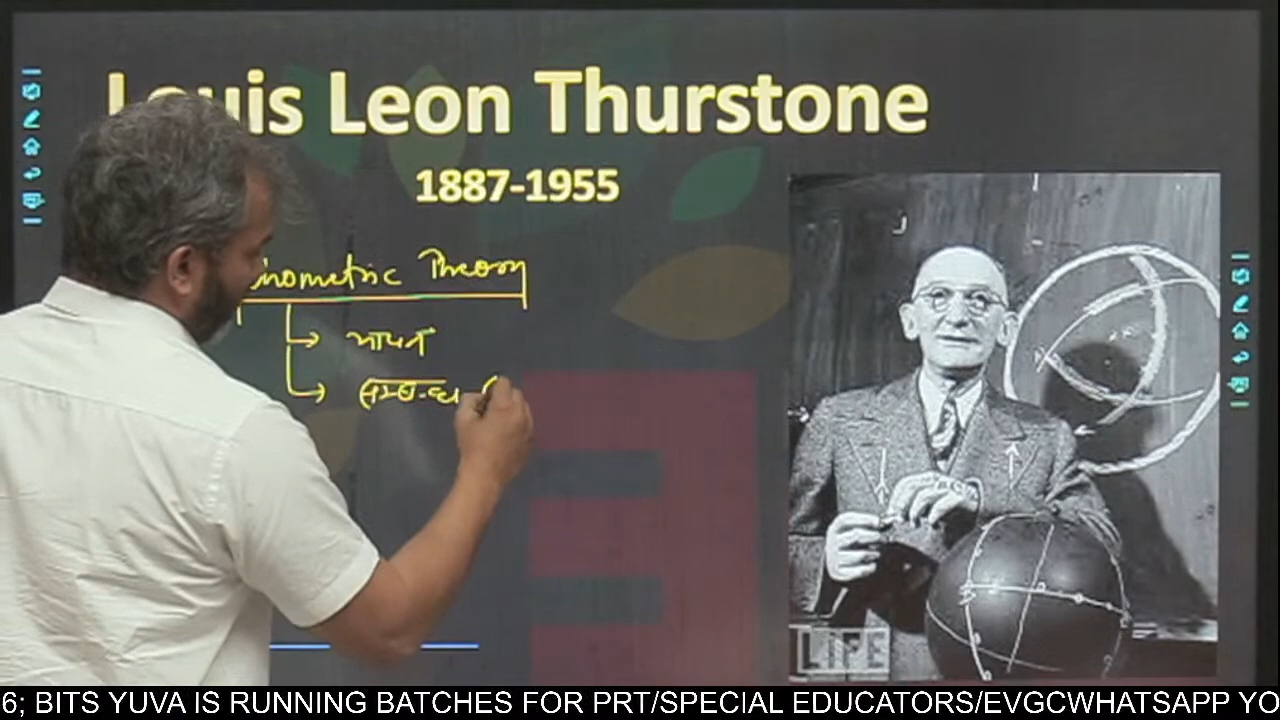 Louis Leon Thurstone
1887-1955
Theory
मापन
LIFE
6; BITS YUVA IS RUNNING BATCHES FOR PRT/SPECIAL EDUCATORS/EVGCWHATSAPP YO